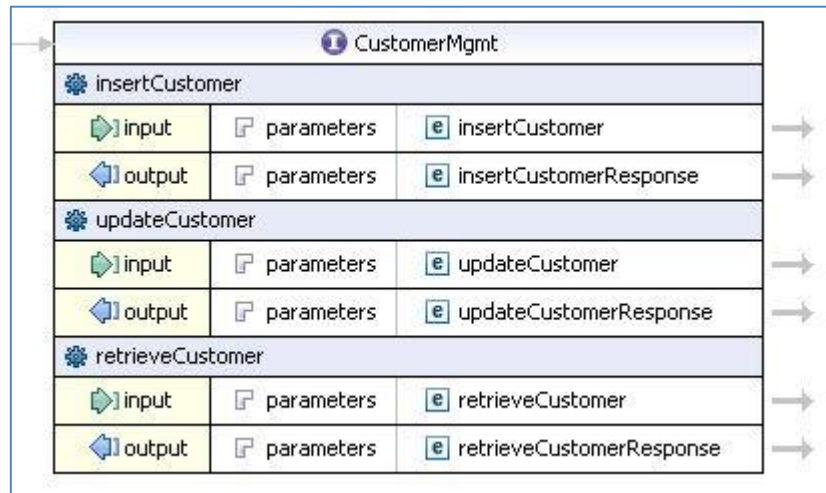 CustomerMgmt
insertCustomer
input parameters insertCustomer
output parameters insertCustomerResponse
updateCustomer
input parameters updateCustomer
output parameters updateCustomerResponse
retrieveCustomer
input parameters retrieveCustomer
output parameters retrieveCustomerResponse